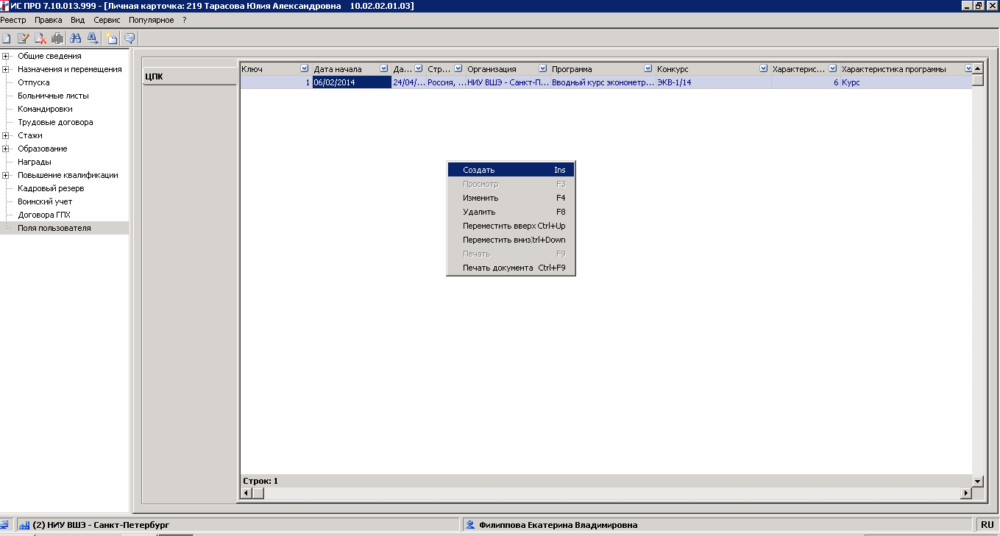 ИС ПРО 7.10.013.999 - [Личная карточка: 219 Тарасова Юлия Александровна 10.02.02.01.03]
Реестр Правка Вид Сервис Популярное ?
Общие сведения
Назначения и перемещения
Отпуска
Больничные листы
Командировки
Трудовые договора
Стажи
Образование
Награды
Повышение квалификации
Кадровый резерв
Воинский учет
Договора ГПХ
Поля пользователя
ЦПК
Ключ Дата начала Да... Стр... Организация Программа Конкурс Характерис... Характеристика программы
1 06/02/2014 24/04/... Россия, ... НИУ ВШЭ - Санкт-П... Вводный курс эконометр... ЭКВ-1/14 6 Курс
Создать Ins
Просмотр F3
Изменить F4
Удалить F8
Переместить вверх Ctrl+Up
Переместить вниз trl+Down
Печать F9
Печать документа Ctrl+F9
Строк: 1
(2) НИУ ВШЭ - Санкт-Петербург
Филиппова Екатерина Владимировна
RU